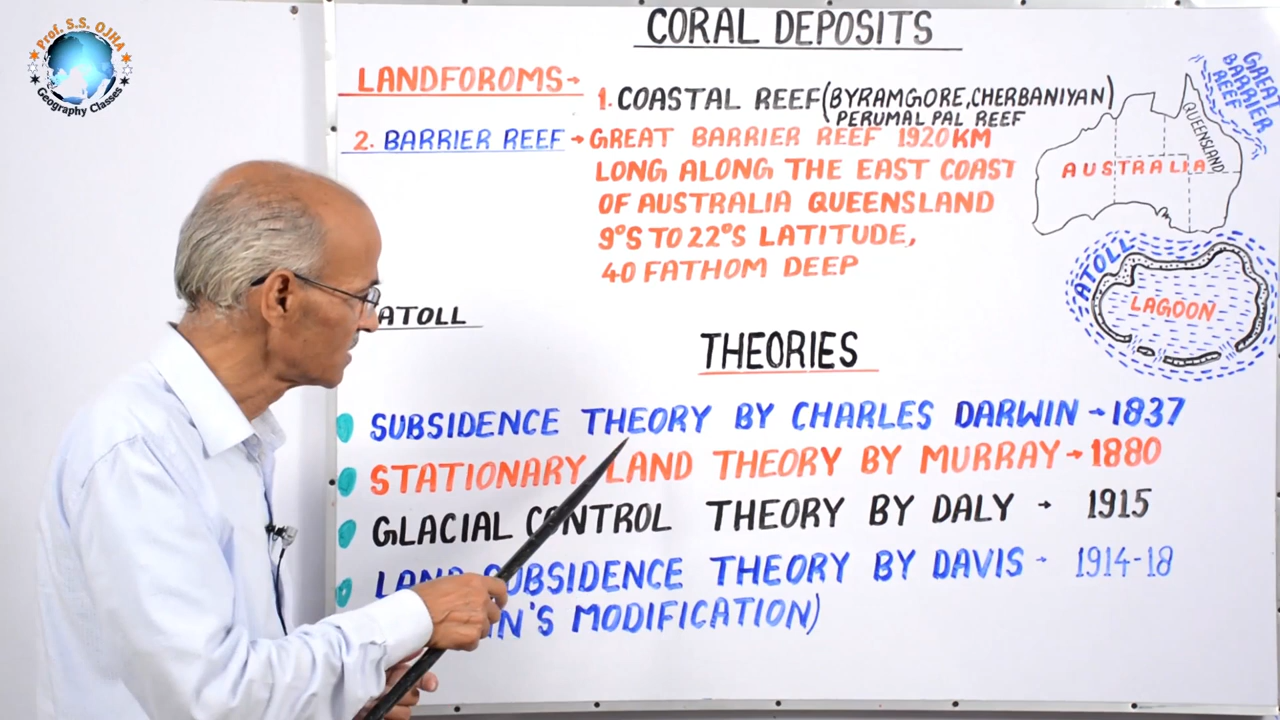 Prof. S.S. OJHA
Geography Classes
CORAL DEPOSITS
LANDFOROMS→
1. COASTAL REEF(BYRAMGORE,CHERBANIYAN)
PERUMAL PAL REEF
2. BARRIER REEF → GREAT BARRIER REEF 1920KM
LONG ALONG THE EAST COAST
OF AUSTRALIA QUEENSLAND
9°S TO 22°S LATITUDE,
40 FATHOM DEEP
GREAT
BARRIER
REEF
QUEENSLAND
AUSTRALIA
ATOLL
LAGOON
ATOLL
THEORIES
SUBSIDENCE THEORY BY CHARLES DARWIN → 1837
STATIONARY LAND THEORY BY MURRAY → 1880
GLACIAL CONTROL THEORY BY DALY → 1915
LAND SUBSIDENCE THEORY BY DAVIS - 1914-18
MODIFICATION)